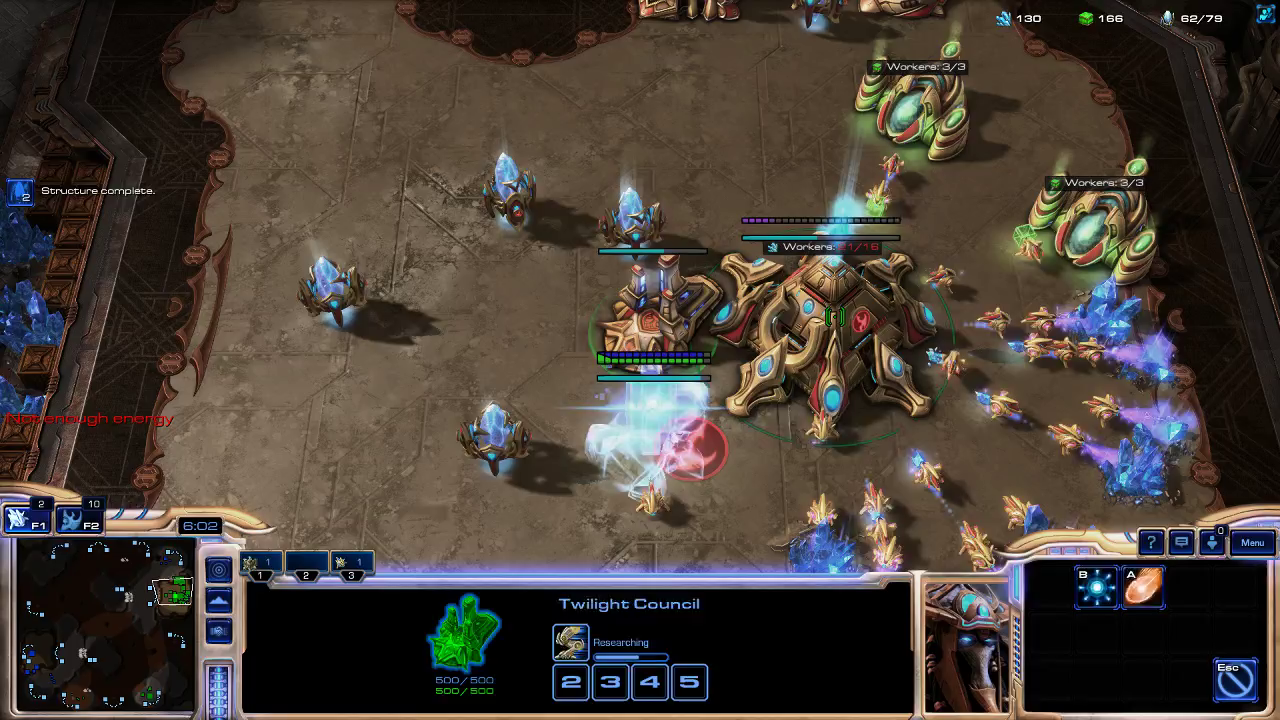 130 166 62/79
Workers: 3/3
Workers: 3/3
2 Structure complete.
Workers: 21/16
Not enough energy
2 10
F1 F2
6:02
? 0 Menu
1 1
1 2 3
Twilight Council
B A
Researching
500/500
500/500
2 3 4 5
Esc